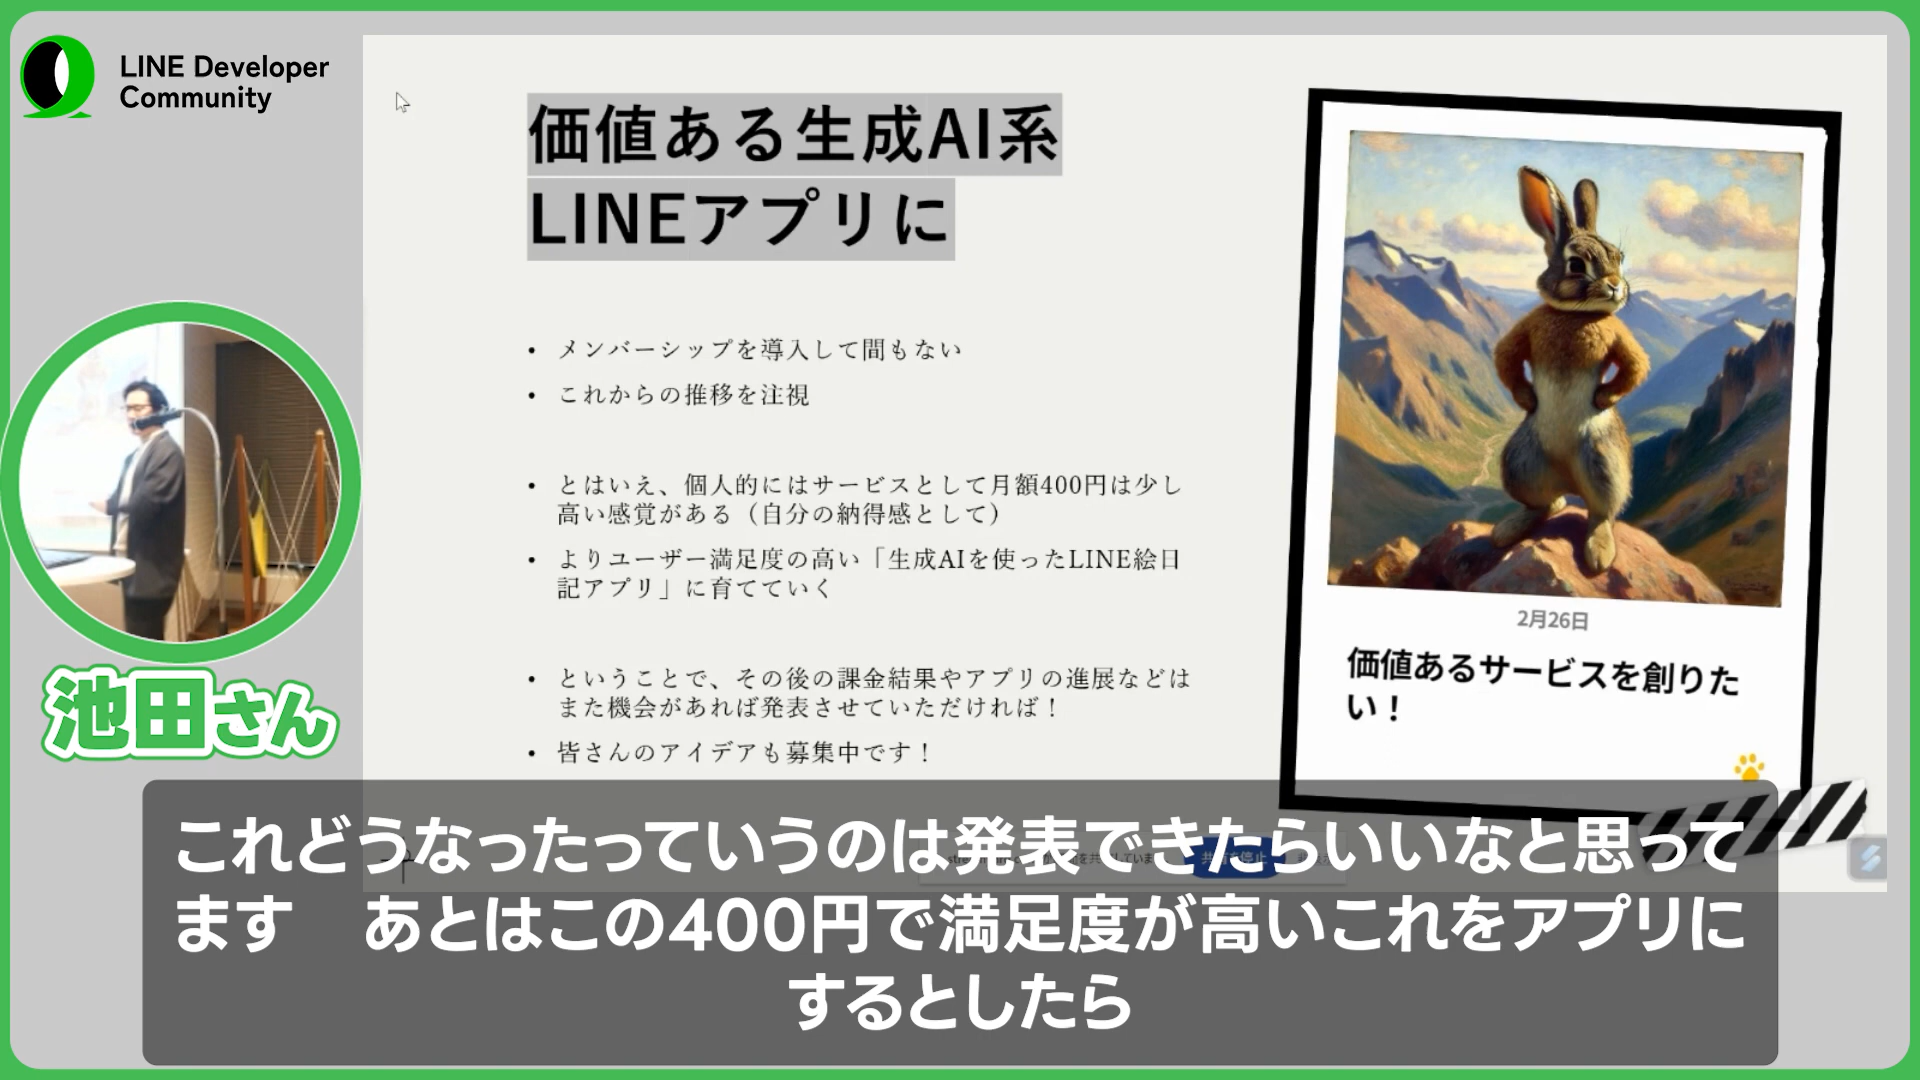 LINE Developer
Community
価値ある生成AI系
LINEアプリに
• メンバーシップを導入して間もない
• これからの推移を注視
• とはいえ、個人的にはサービスとして月額400円は少し
高い感覚がある（自分の納得感として）
• よりユーザー満足度の高い「生成AIを使ったLINE絵日
記アプリ」に育てていく
• ということで、その後の課金結果やアプリの進展などは
また機会があれば発表させていただければ！
• 皆さんのアイデアも募集中です！
2月26日
価値あるサービスを創りた
い！
池田さん
これどうなったっていうのは発表できたらいいなと思って
ます　あとはこの400円で満足度が高いこれをアプリに
するとしたら